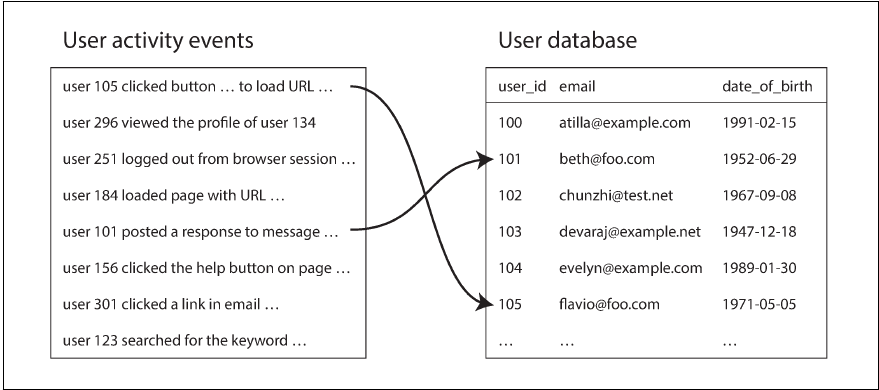 User activity events
user 105 clicked button … to load URL …
user 296 viewed the profile of user 134
user 251 logged out from browser session …
user 184 loaded page with URL …
user 101 posted a response to message …
user 156 clicked the help button on page …
user 301 clicked a link in email …
user 123 searched for the keyword …
User database
user_id email date_of_birth
100 atilla@example.com 1991-02-15
101 beth@foo.com 1952-06-29
102 chunzhi@test.net 1967-09-08
103 devaraj@example.net 1947-12-18
104 evelyn@example.com 1989-01-30
105 flavio@foo.com 1971-05-05
… … …